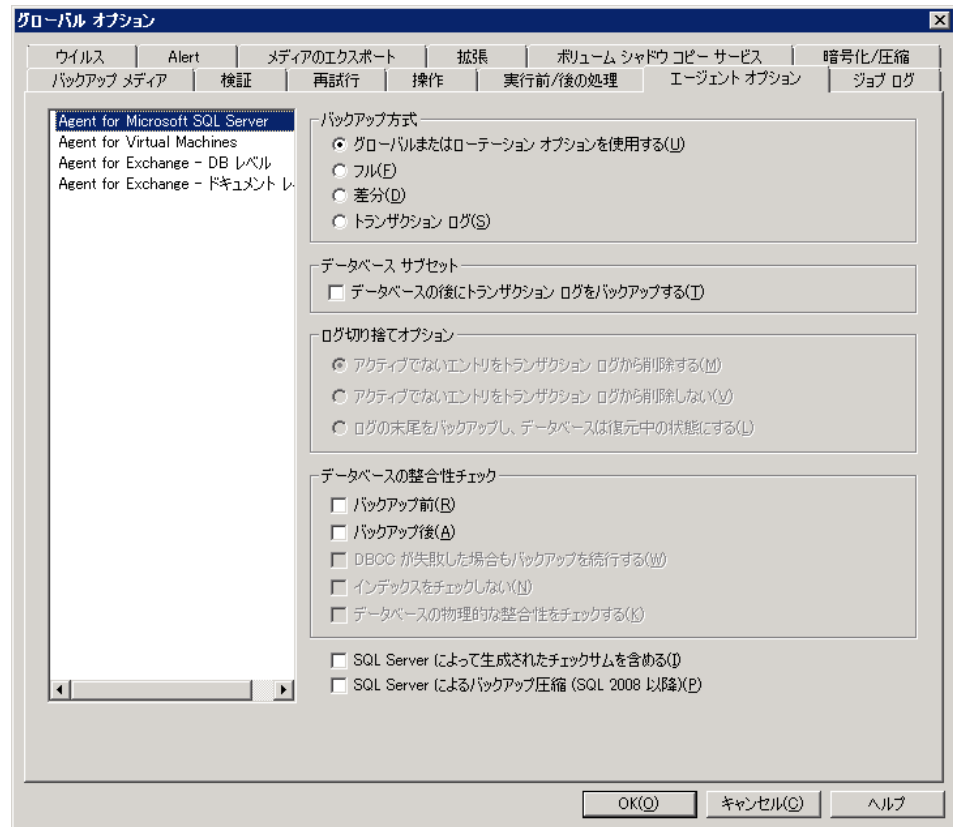 グローバル オプション
ウイルス
Alert
メディアのエクスポート
拡張
ボリューム シャドウ コピー サービス
暗号化/圧縮
バックアップ メディア
検証
再試行
操作
実行前/後の処理
エージェント オプション
ジョブ ログ
Agent for Microsoft SQL Server
Agent for Virtual Machines
Agent for Exchange - DB レベル
Agent for Exchange - ドキュメント レ
バックアップ方式
グローバルまたはローテーション オプションを使用する(U)
フル(F)
差分(D)
トランザクション ログ(S)
データベース サブセット
データベースの後にトランザクション ログをバックアップする(T)
ログ切り捨てオプション
アクティブでないエントリをトランザクション ログから削除する(M)
アクティブでないエントリをトランザクション ログから削除しない(V)
ログの末尾をバックアップし、データベースは復元中の状態にする(L)
データベースの整合性チェック
バックアップ前(R)
バックアップ後(A)
DBCC が失敗した場合もバックアップを続行する(W)
インデックスをチェックしない(N)
データベースの物理的な整合性をチェックする(K)
SQL Server によって生成されたチェックサムを含める(I)
SQL Server によるバックアップ圧縮 (SQL 2008 以降)(P)
OK(O)
キャンセル(C)
ヘルプ